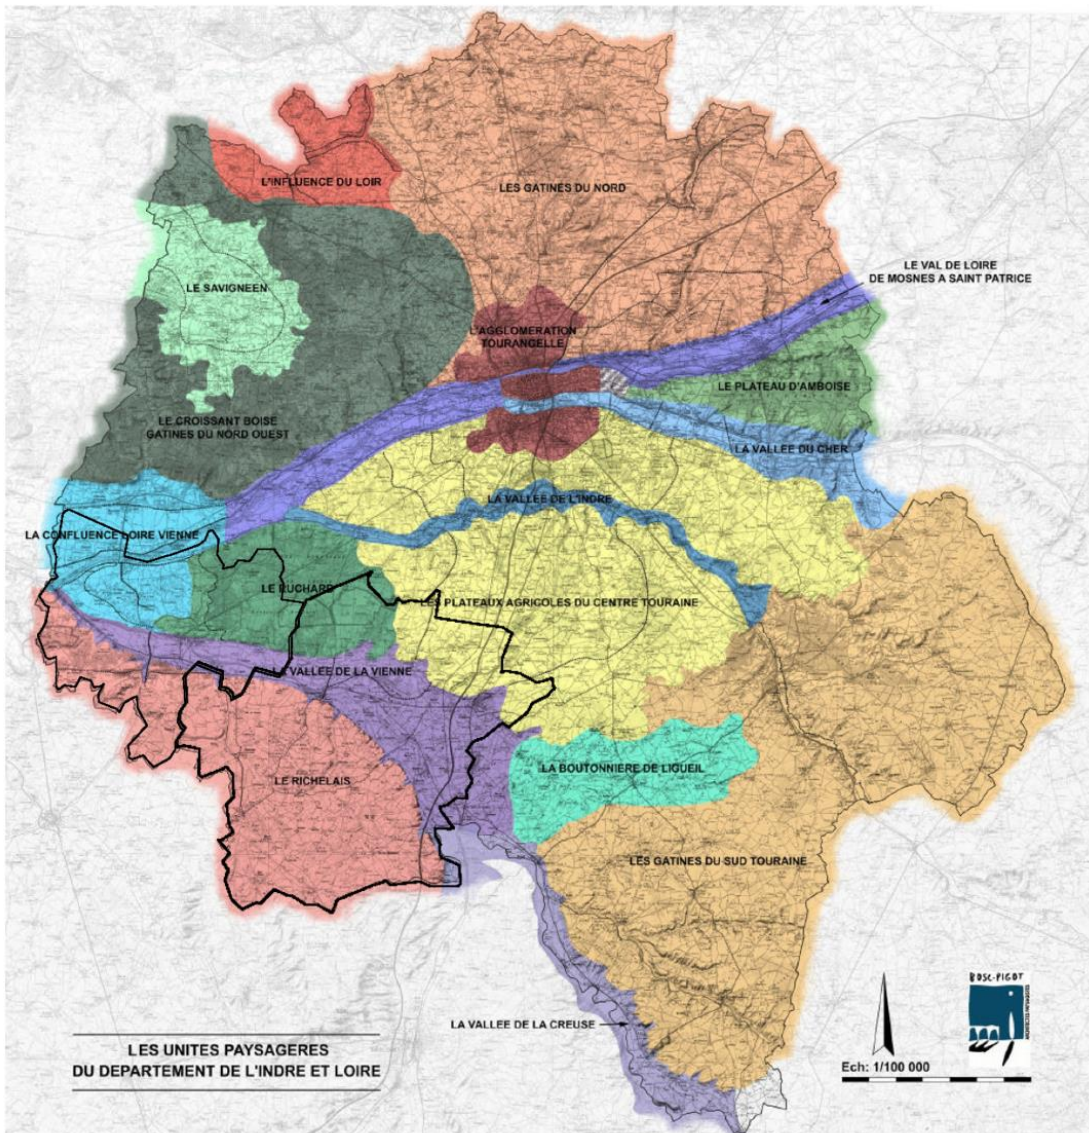 L'INFLUENCE DU LOIR
LES GATINES DU NORD
LE VAL DE LOIRE
DE MOSNES A SAINT PATRICE
LE SAVIGNEEN
L'AGGLOMERATION
TOURANGELLE
LE PLATEAU D'AMBOISE
LE CROISSANT BOISE
GATINES DU NORD OUEST
LA VALLEE DU CHER
LA VALLEE DE L'INDRE
LA CONFLUENCE LOIRE VIENNE
LE RUCHARD
LES PLATEAUX AGRICOLES DU CENTRE TOURAINE
LA VALLEE DE LA VIENNE
LA BOUTONNIERE DE LIGUEIL
LE RICHELAIS
LES GATINES DU SUD TOURAINE
LA VALLEE DE LA CREUSE
BOSC-PIGOT
LES UNITES PAYSAGERES
DU DEPARTEMENT DE L'INDRE ET LOIRE
Ech: 1/100 000